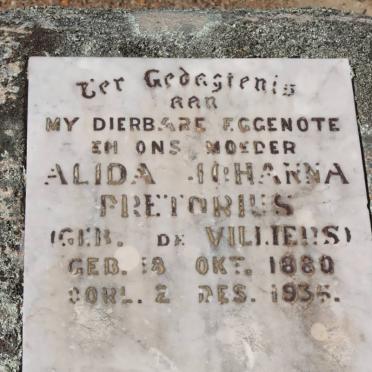 Ter Gedagtenis
aan
MY DIERBARE EGGENOTE
EN ONS MOEDER
ALIDA JOHANNA
PRETORIUS
(GEB. DE VILLIERS)
GEB. 8 OKT. 1880
OORL. 2 DES. 1935.